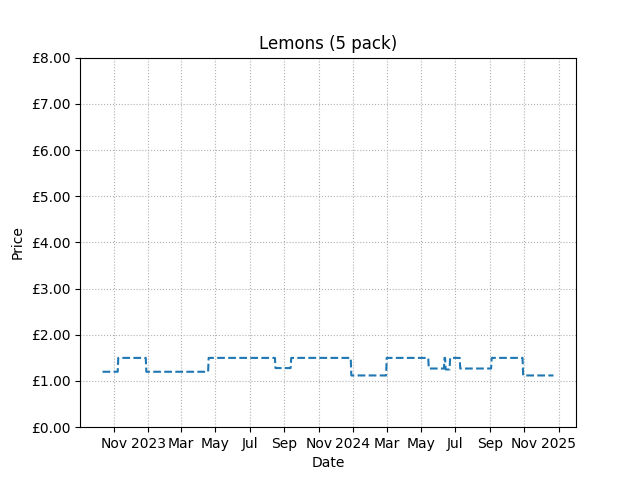 Lemons (5 pack)
£8.00
£7.00
£6.00
£5.00
£4.00
£3.00
£2.00
£1.00
£0.00
Price
Nov 2023 Mar May Jul Sep Nov 2024 Mar May Jul Sep Nov 2025
Date